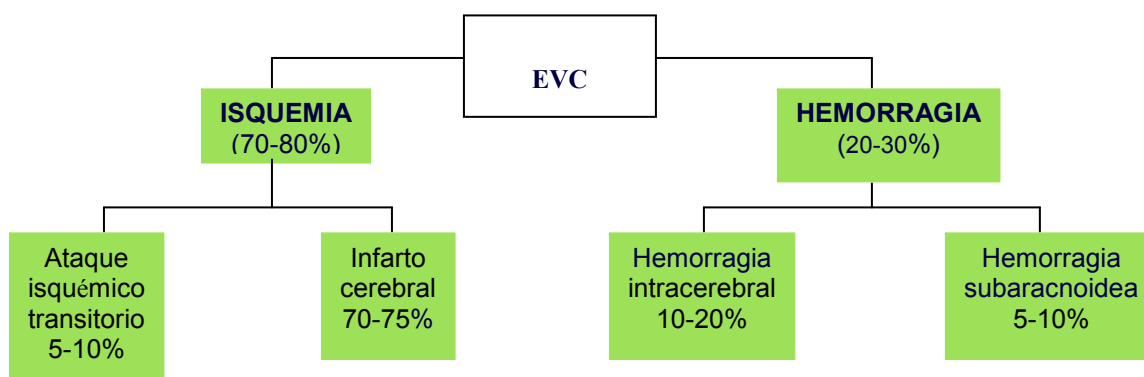 EVC
ISQUEMIA
(70-80%)
HEMORRAGIA
(20-30%)
Ataque
isquémico
transitorio
5-10%
Infarto
cerebral
70-75%
Hemorragia
intracerebral
10-20%
Hemorragia
subaracnoidea
5-10%